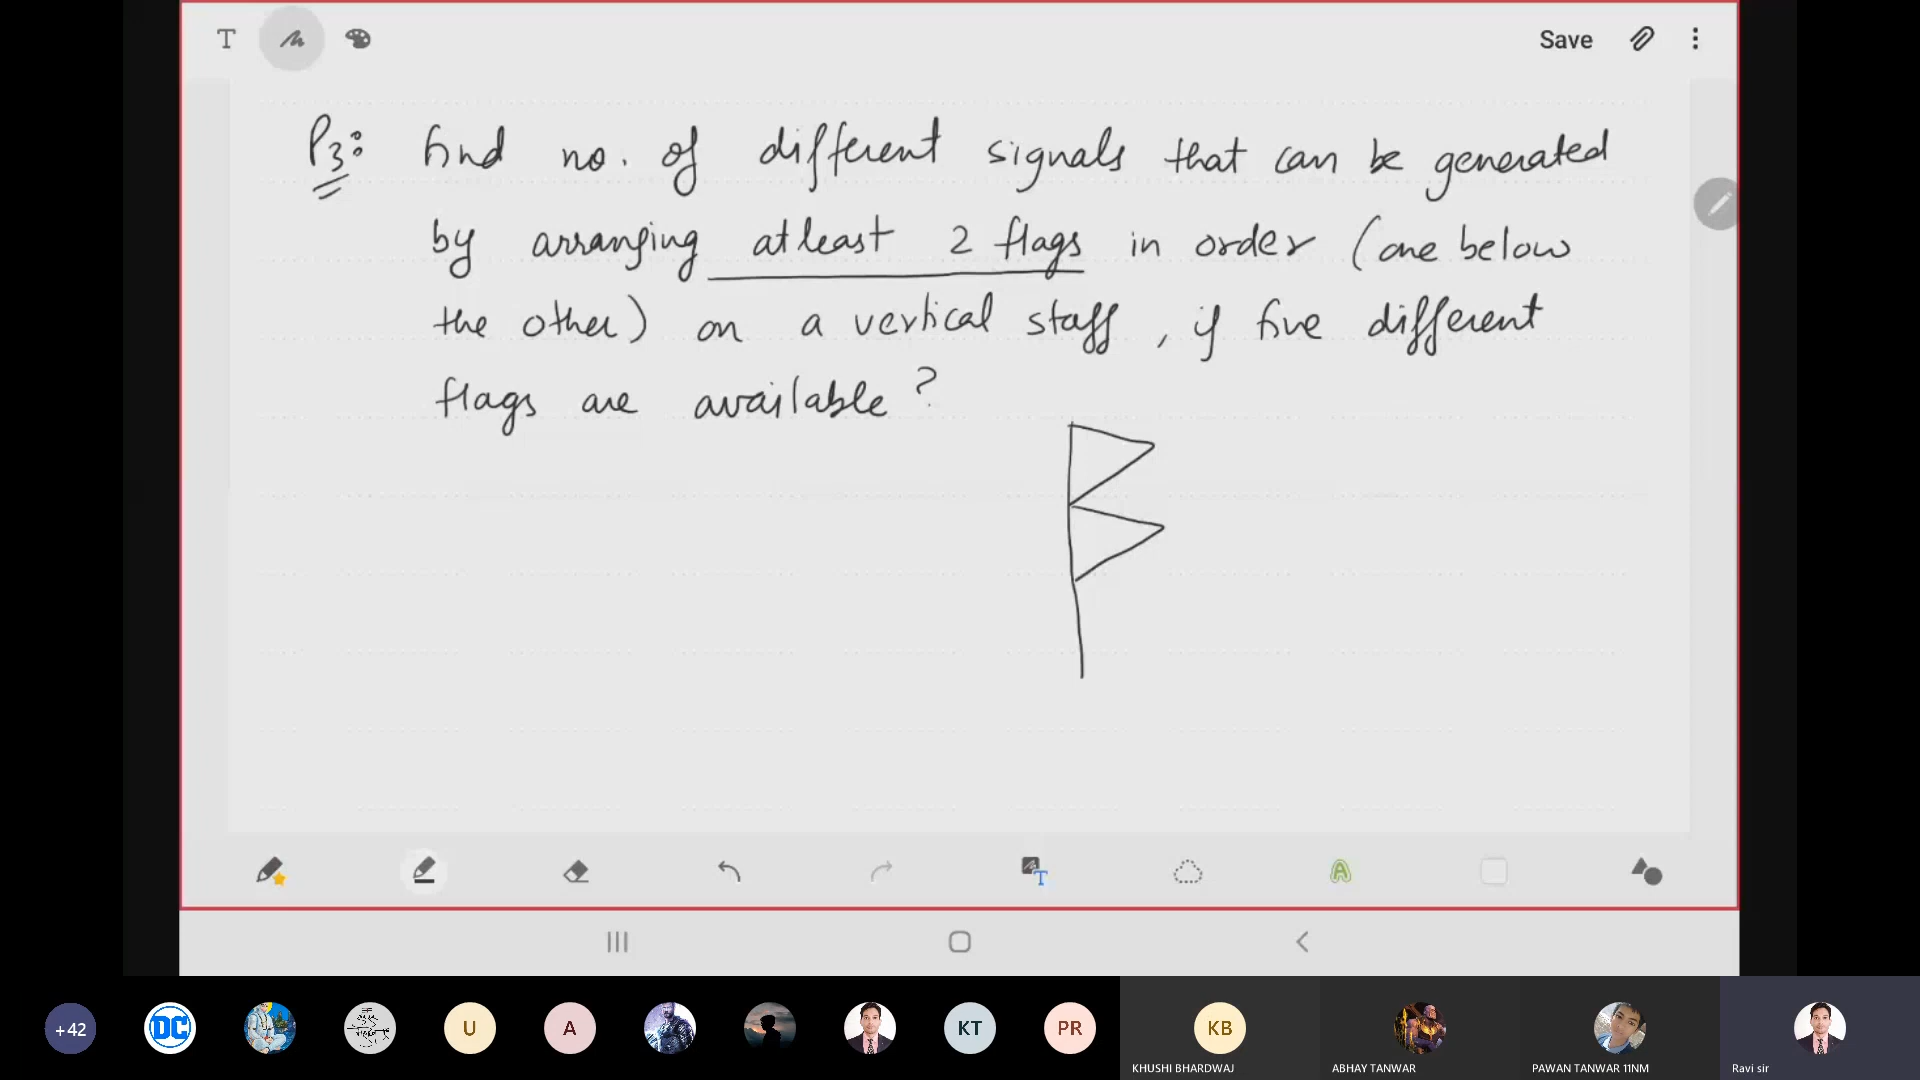 T
Save
P3: find no. of different signals that can be generated
by arranging atleast 2 flags in order (one below
the other) on a vertical staff, if five different
flags are available?
T
A
+42
DC
U
A
KT
PR
KB
KHUSHI BHARDWAJ
ABHAY TANWAR
PAWAN TANWAR 11NM
Ravi sir